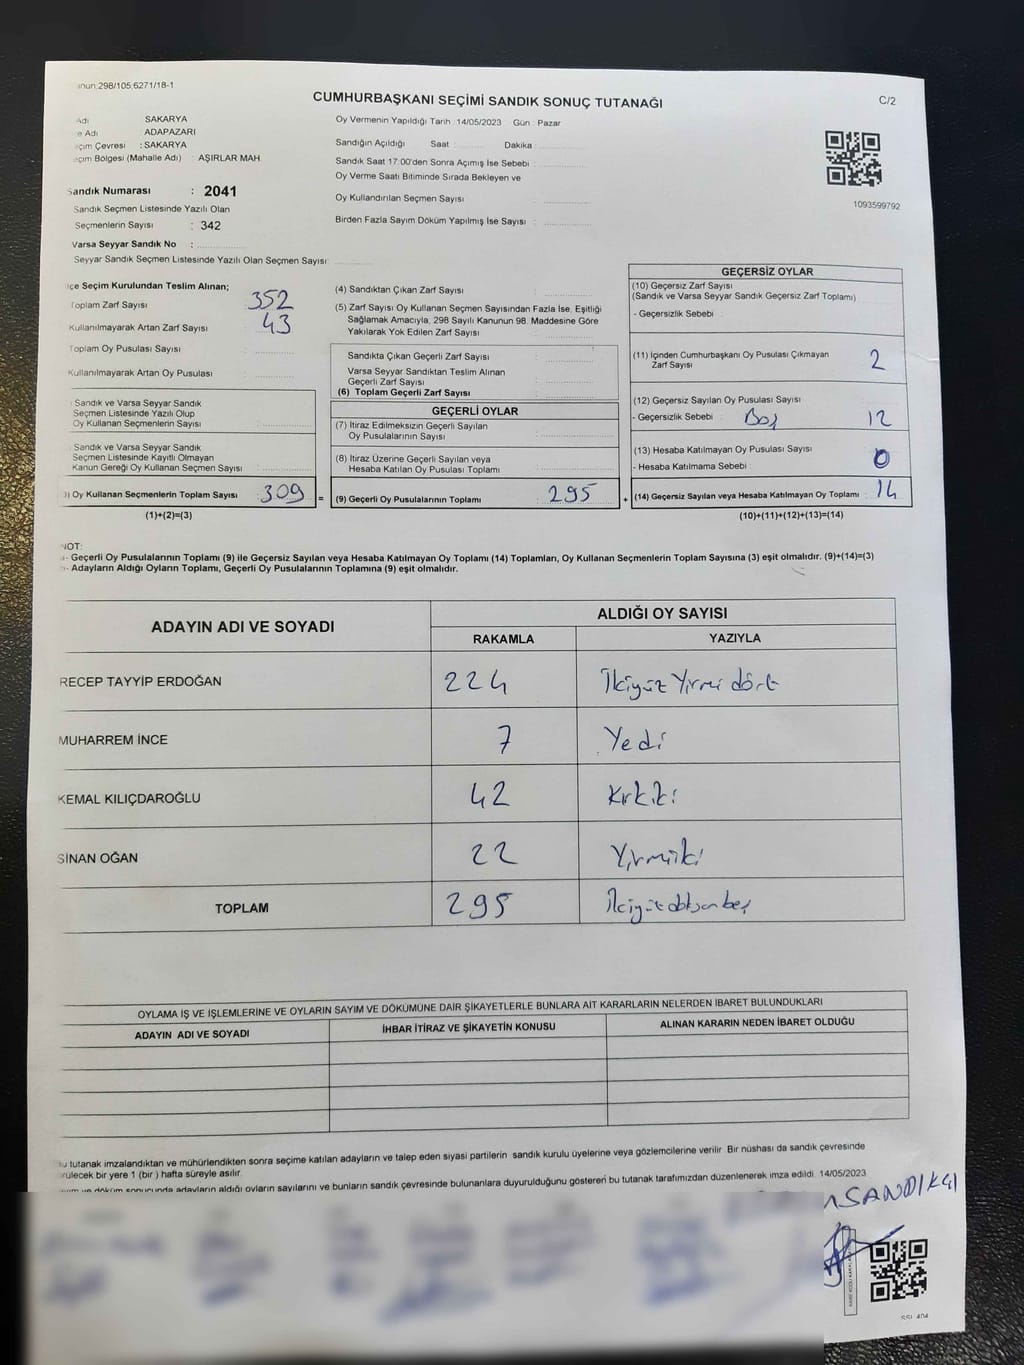 298/105,6271/18-1
C/2
CUMHURBAŞKANI SEÇİMİ SANDIK SONUÇ TUTANAĞI
Adı SAKARYA
e Adı ADAPAZARI
çim Çevresi : SAKARYA
çim Bölgesi (Mahalle Adı) : AŞIRLAR MAH.
Sandık Numarası : 2041
Sandık Seçmen Listesinde Yazılı Olan
Seçmenlerin Sayısı : 342
Varsa Seyyar Sandık No :
Seyyar Sandık Seçmen Listesinde Yazılı Olan Seçmen Sayısı:
Oy Vermenin Yapıldığı Tarih :14/05/2023 Gün : Pazar
Sandığın Açıldığı Saat : Dakika :
Sandık Saat 17:00'den Sonra Açımış İse Sebebi :
Oy Verme Saati Bitiminde Sırada Bekleyen ve
Oy Kullandırılan Seçmen Sayısı :
Birden Fazla Sayım Döküm Yapılmış İse Sayısı :
1093599792
çe Seçim Kurulundan Teslim Alınan;
Toplam Zarf Sayısı : 352
Kullanılmayarak Artan Zarf Sayısı : 43
Toplam Oy Pusulası Sayısı :
Kullanılmayarak Artan Oy Pusulası :
Sandık ve Varsa Seyyar Sandık
Seçmen Listesinde Yazılı Olup
Oy Kullanan Seçmenlerin Sayısı :
Sandık ve Varsa Seyyar Sandık
Seçmen Listesinde Kayıtlı Olmayan
Kanun Gereği Oy Kullanan Seçmen Sayısı :
) Oy Kullanan Seçmenlerin Toplam Sayısı : 309 =
(1)+(2)=(3)
(4) Sandıktan Çıkan Zarf Sayısı :
(5) Zarf Sayısı Oy Kullanan Seçmen Sayısından Fazla İse, Eşitliği
Sağlamak Amacıyla, 298 Sayılı Kanunun 98. Maddesine Göre
Yakılarak Yok Edilen Zarf Sayısı :
Sandıkta Çıkan Geçerli Zarf Sayısı :
Varsa Seyyar Sandıktan Teslim Alınan
Geçerli Zarf Sayısı :
(6) Toplam Geçerli Zarf Sayısı :
GEÇERLİ OYLAR
(7) İtiraz Edilmeksizin Geçerli Sayılan
Oy Pusulalarının Sayısı :
(8) İtiraz Üzerine Geçerli Sayılan veya
Hesaba Katılan Oy Pusulası Toplamı :
(9) Geçerli Oy Pusulalarının Toplamı : 295 +
GEÇERSİZ OYLAR
(10) Geçersiz Zarf Sayısı
(Sandık ve Varsa Seyyar Sandık Geçersiz Zarf Toplamı)
- Geçersizlik Sebebi :
(11) İçinden Cumhurbaşkanı Oy Pusulası Çıkmayan
Zarf Sayısı 2
(12) Geçersiz Sayılan Oy Pusulası Sayısı
- Geçersizlik Sebebi : Boş 12
(13) Hesaba Katılmayan Oy Pusulası Sayısı
- Hesaba Katılmama Sebebi : 0
(14) Geçersiz Sayılan veya Hesaba Katılmayan Oy Toplamı : 14
(10)+(11)+(12)+(13)=(14)
NOT:
- Geçerli Oy Pusulalarının Toplamı (9) ile Geçersiz Sayılan veya Hesaba Katılmayan Oy Toplamı (14) Toplamları, Oy Kullanan Seçmenlerin Toplam Sayısına (3) eşit olmalıdır. (9)+(14)=(3)
- Adayların Aldığı Oyların Toplamı, Geçerli Oy Pusulalarının Toplamına (9) eşit olmalıdır.
ADAYIN ADI VE SOYADI
ALDIĞI OY SAYISI
RAKAMLA YAZIYLA
RECEP TAYYİP ERDOĞAN 224 İkiyüz Yirmi dört
MUHARREM İNCE 7 Yedi
KEMAL KILIÇDAROĞLU 42 Kırkiki
SİNAN OĞAN 22 Yirmiiki
TOPLAM 295 İkiyüzdoksanbeş
OYLAMA İŞ VE İŞLEMLERİNE VE OYLARIN SAYIM VE DÖKÜMÜNE DAİR ŞİKAYETLERLE BUNLARA AİT KARARLARIN NELERDEN İBARET BULUNDUKLARI
ADAYIN ADI VE SOYADI İHBAR İTİRAZ VE ŞİKAYETİN KONUSU ALINAN KARARIN NEDEN İBARET OLDUĞU
tutanak imzalandıktan ve mühürlendikten sonra seçime katılan adayların ve talep eden siyasi partilerin sandık kurulu üyelerine veya gözlemcilerine verilir. Bir nüshası da sandık çevresinde
rülecek bir yere 1 (bir) hafta süreyle asılır.
ve döküm sonucunda adayların aldığı oyların sayılarını ve bunların sandık çevresinde bulunanlara duyurulduğunu gösteren bu tutanak tarafımızdan düzenlenerek imza edildi. 14/05/2023
SANDIKÇI